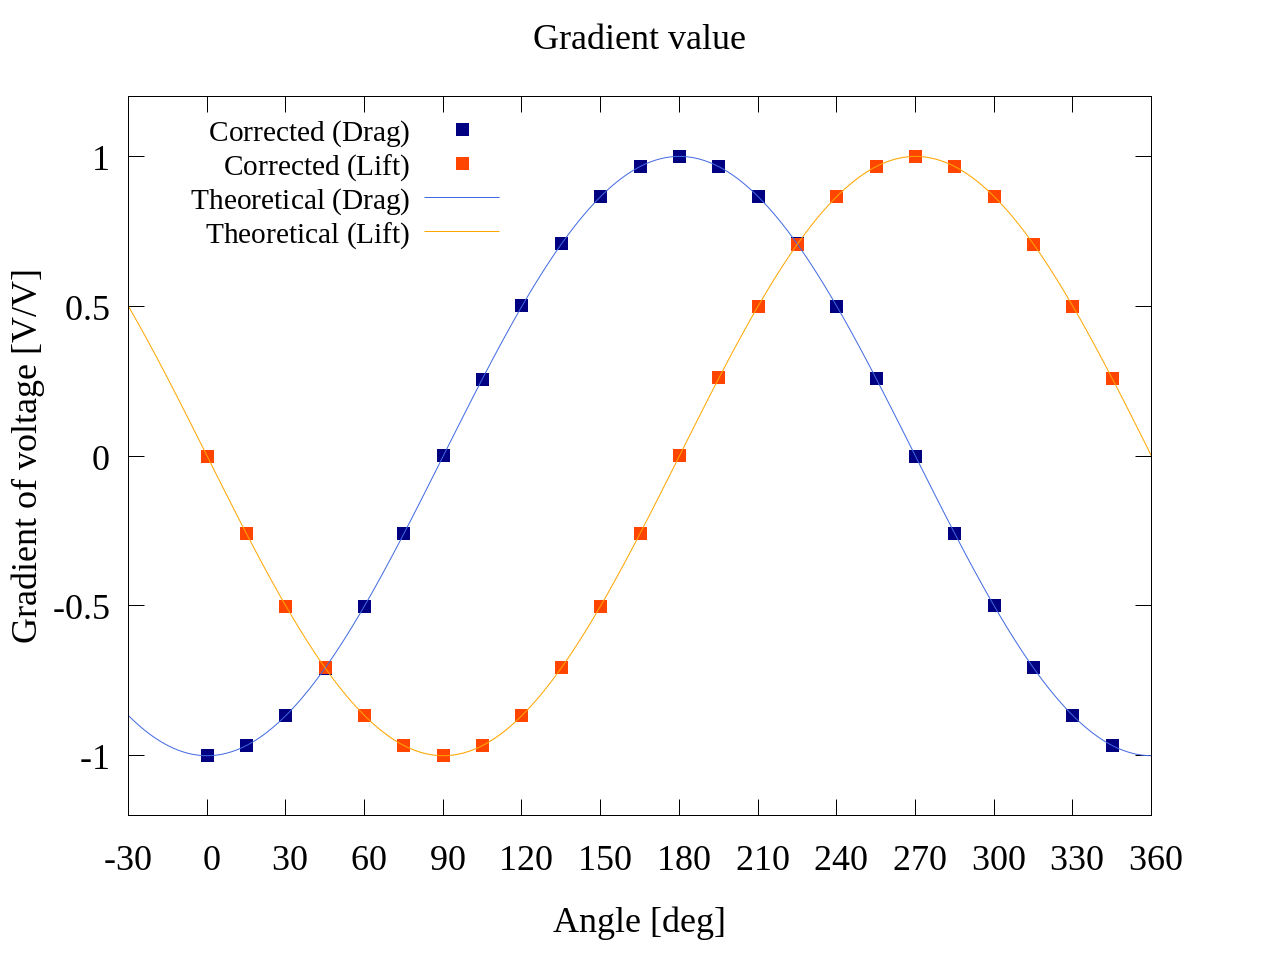 Gradient value
Corrected (Drag)
Corrected (Lift)
Theoretical (Drag)
Theoretical (Lift)
Gradient of voltage [V/V]
1
0.5
0
-0.5
-1
-30 0 30 60 90 120 150 180 210 240 270 300 330 360
Angle [deg]